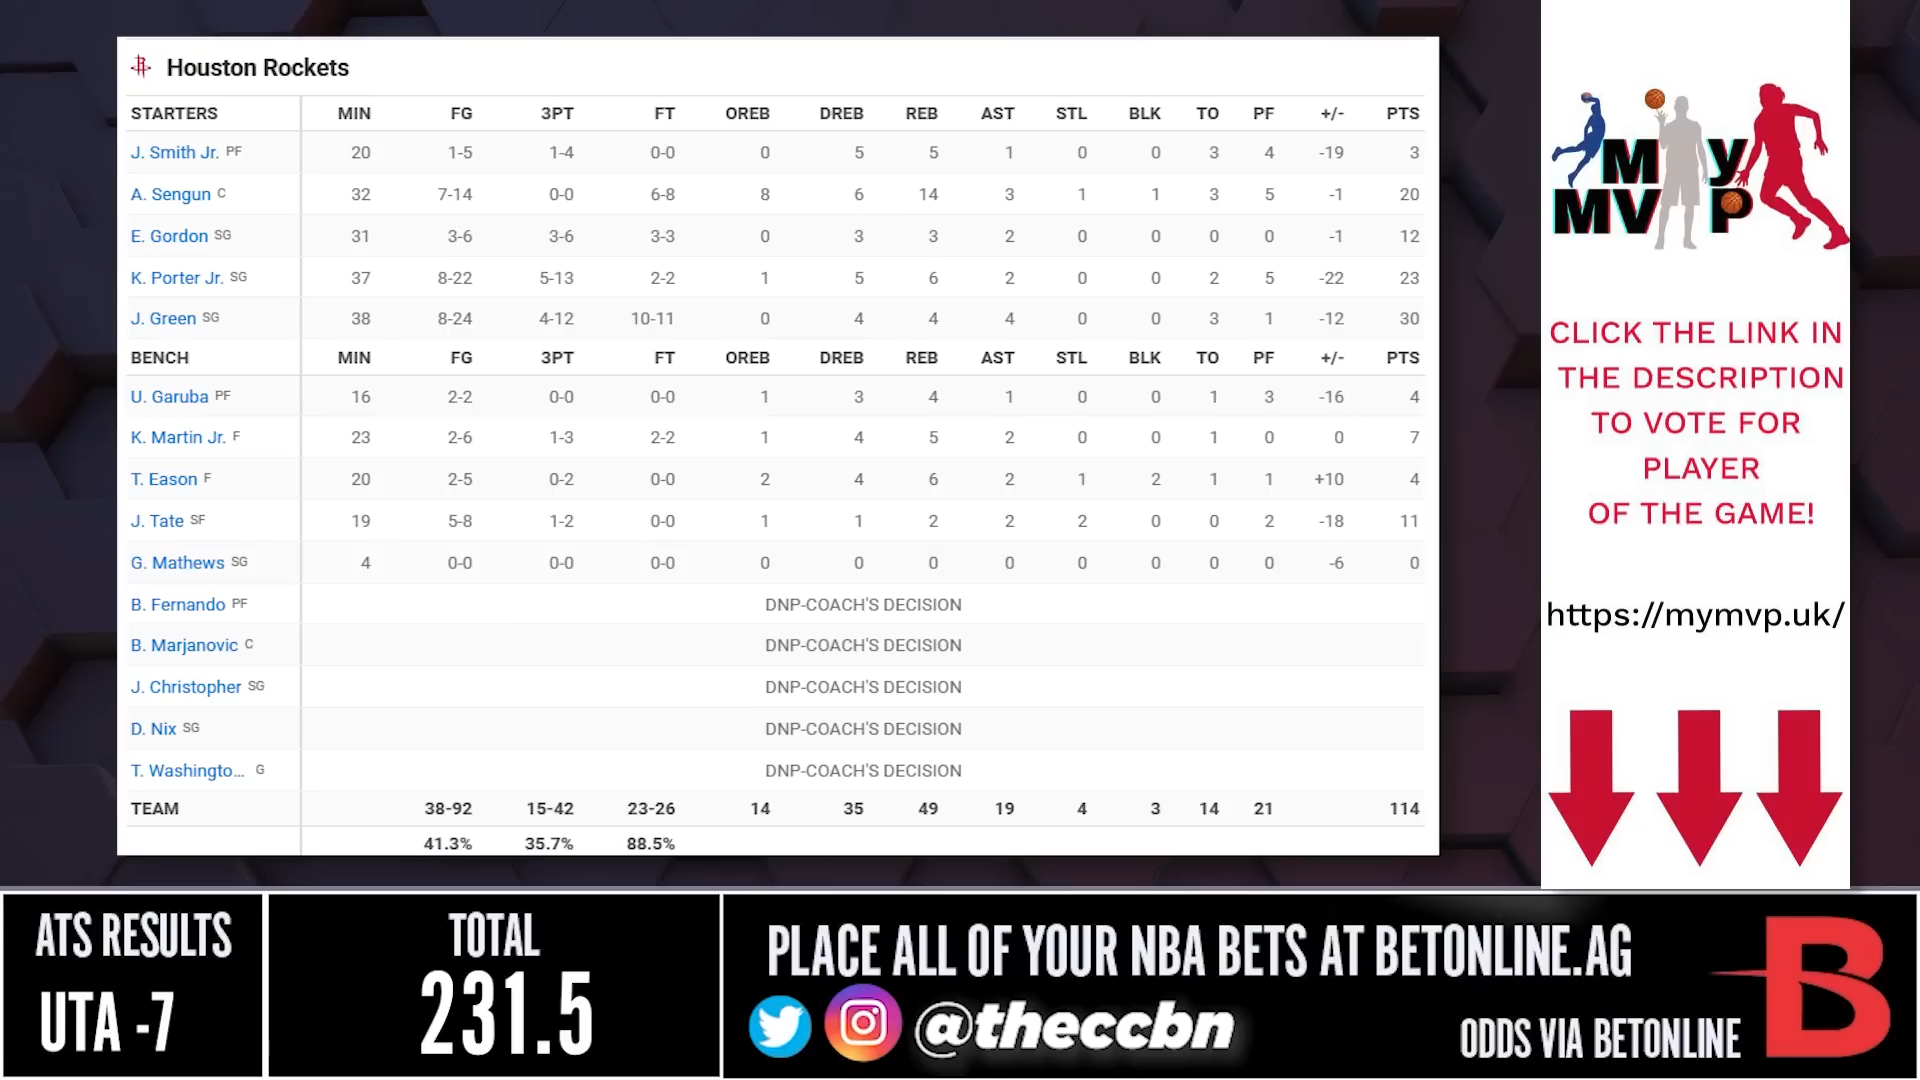 Houston Rockets
STARTERS MIN FG 3PT FT OREB DREB REB AST STL BLK TO PF +/- PTS
J. Smith Jr. PF 20 1-5 1-4 0-0 0 5 5 1 0 0 3 4 -19 3
A. Sengun C 32 7-14 0-0 6-8 8 6 14 3 1 1 3 5 -1 20
E. Gordon SG 31 3-6 3-6 3-3 0 3 3 2 0 0 0 0 -1 12
K. Porter Jr. SG 37 8-22 5-13 2-2 1 5 6 2 0 0 2 5 -22 23
J. Green SG 38 8-24 4-12 10-11 0 4 4 4 0 0 3 1 -12 30
BENCH MIN FG 3PT FT OREB DREB REB AST STL BLK TO PF +/- PTS
U. Garuba PF 16 2-2 0-0 0-0 1 3 4 1 0 0 1 3 -16 4
K. Martin Jr. F 23 2-6 1-3 2-2 1 4 5 2 0 0 1 0 0 7
T. Eason F 20 2-5 0-2 0-0 2 4 6 2 1 2 1 1 +10 4
J. Tate SF 19 5-8 1-2 0-0 1 1 2 2 2 0 0 2 -18 11
G. Mathews SG 4 0-0 0-0 0-0 0 0 0 0 0 0 0 0 -6 0
B. Fernando PF DNP-COACH'S DECISION
B. Marjanovic C DNP-COACH'S DECISION
J. Christopher SG DNP-COACH'S DECISION
D. Nix SG DNP-COACH'S DECISION
T. Washingto... G DNP-COACH'S DECISION
TEAM 38-92 15-42 23-26 14 35 49 19 4 3 14 21 114
41.3% 35.7% 88.5%
My
MVP
CLICK THE LINK IN
THE DESCRIPTION
TO VOTE FOR
PLAYER
OF THE GAME!
https://mymvp.uk/
ATS RESULTS
UTA -7
TOTAL
231.5
PLACE ALL OF YOUR NBA BETS AT BETONLINE.AG
@theccbn
ODDS VIA BETONLINE
B